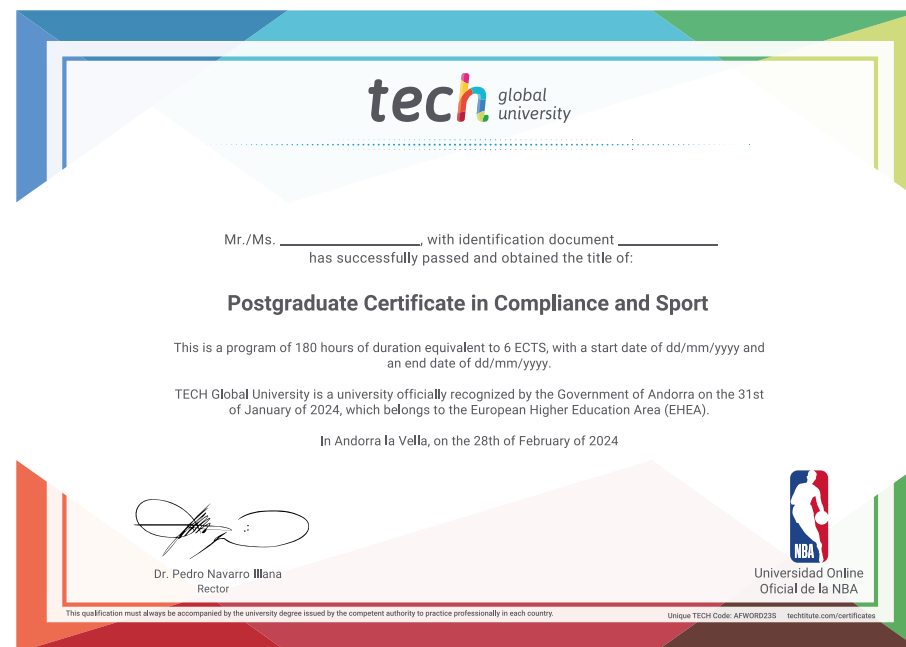 tech global university
Mr./Ms. ____________________, with identification document ______________
has successfully passed and obtained the title of:
Postgraduate Certificate in Compliance and Sport
This is a program of 180 hours of duration equivalent to 6 ECTS, with a start date of dd/mm/yyyy and
an end date of dd/mm/yyyy.
TECH Global University is a university officially recognized by the Government of Andorra on the 31st
of January of 2024, which belongs to the European Higher Education Area (EHEA).
In Andorra la Vella, on the 28th of February of 2024
NBA
Dr. Pedro Navarro Illana
Rector
Universidad Online
Oficial de la NBA
This qualification must always be accompanied by the university degree issued by the competent authority to practice professionally in each country.
Unique TECH Code: AFWORD23S techtitute.com/certificates